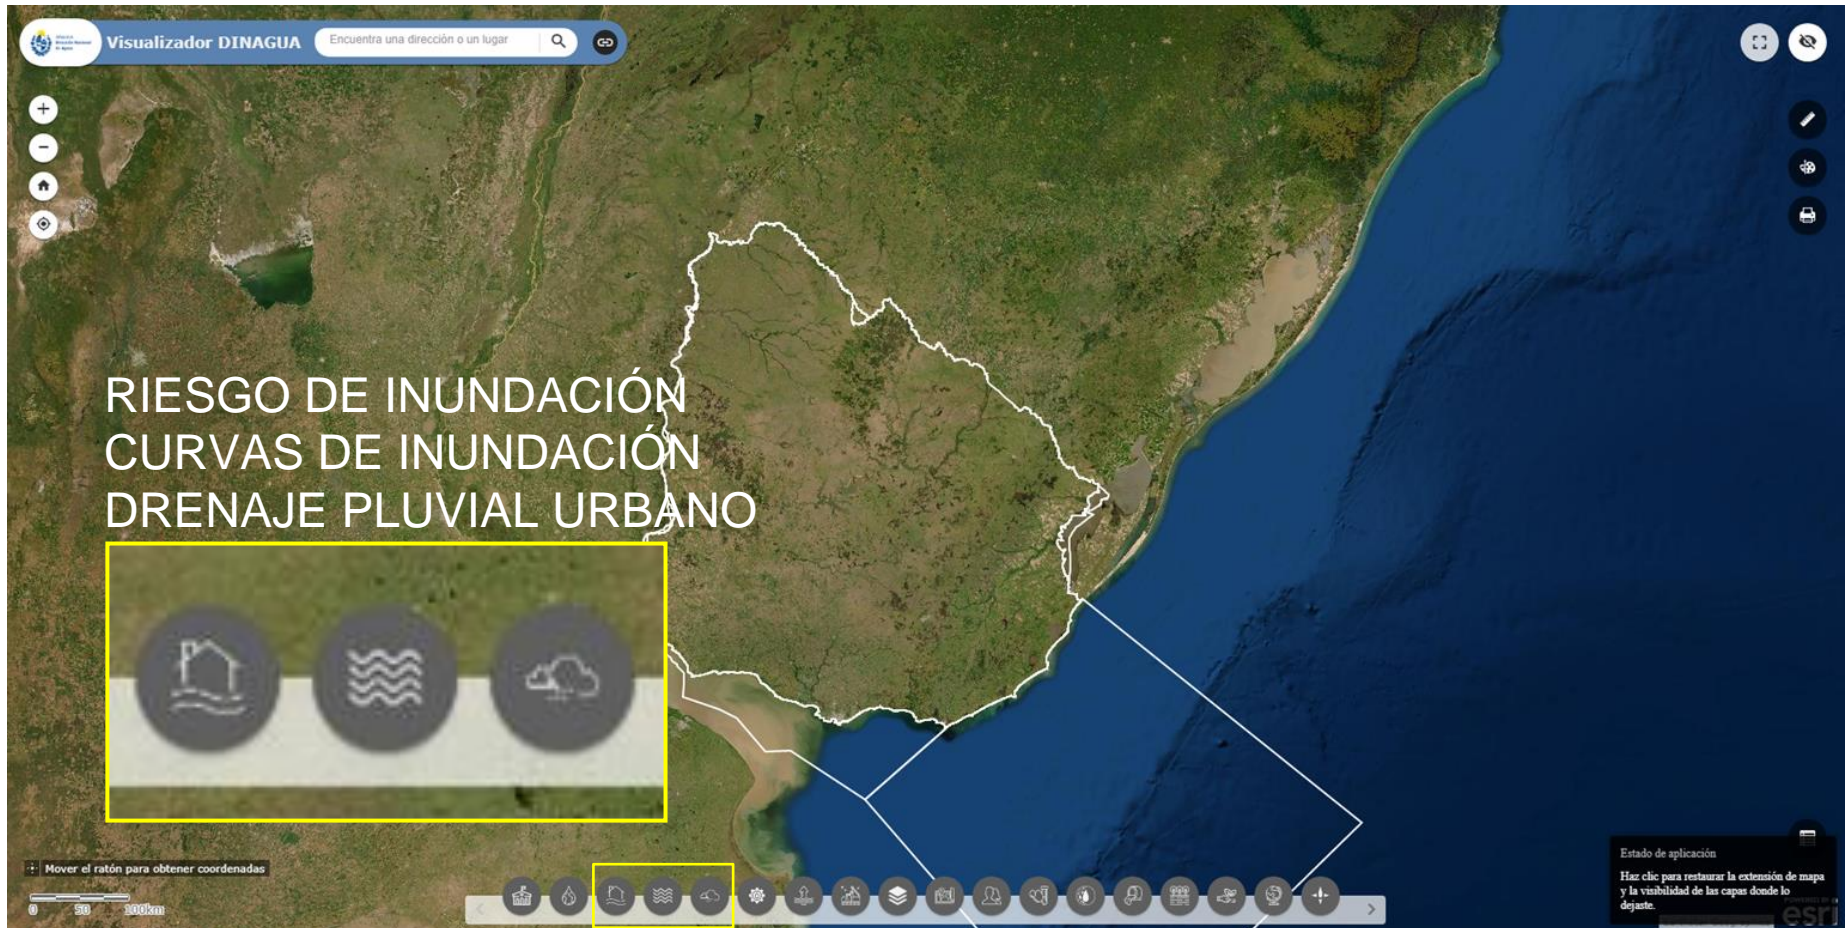 Visualizador DINAGUA
Encuentra una dirección o un lugar
RIESGO DE INUNDACIÓN
CURVAS DE INUNDACIÓN
DRENAJE PLUVIAL URBANO
Mover el ratón para obtener coordenadas
0 50 100km
Estado de aplicación
Haz clic para restaurar la extensión de mapa
y la visibilidad de las capas donde lo
dejaste.
POWERED BY
esri